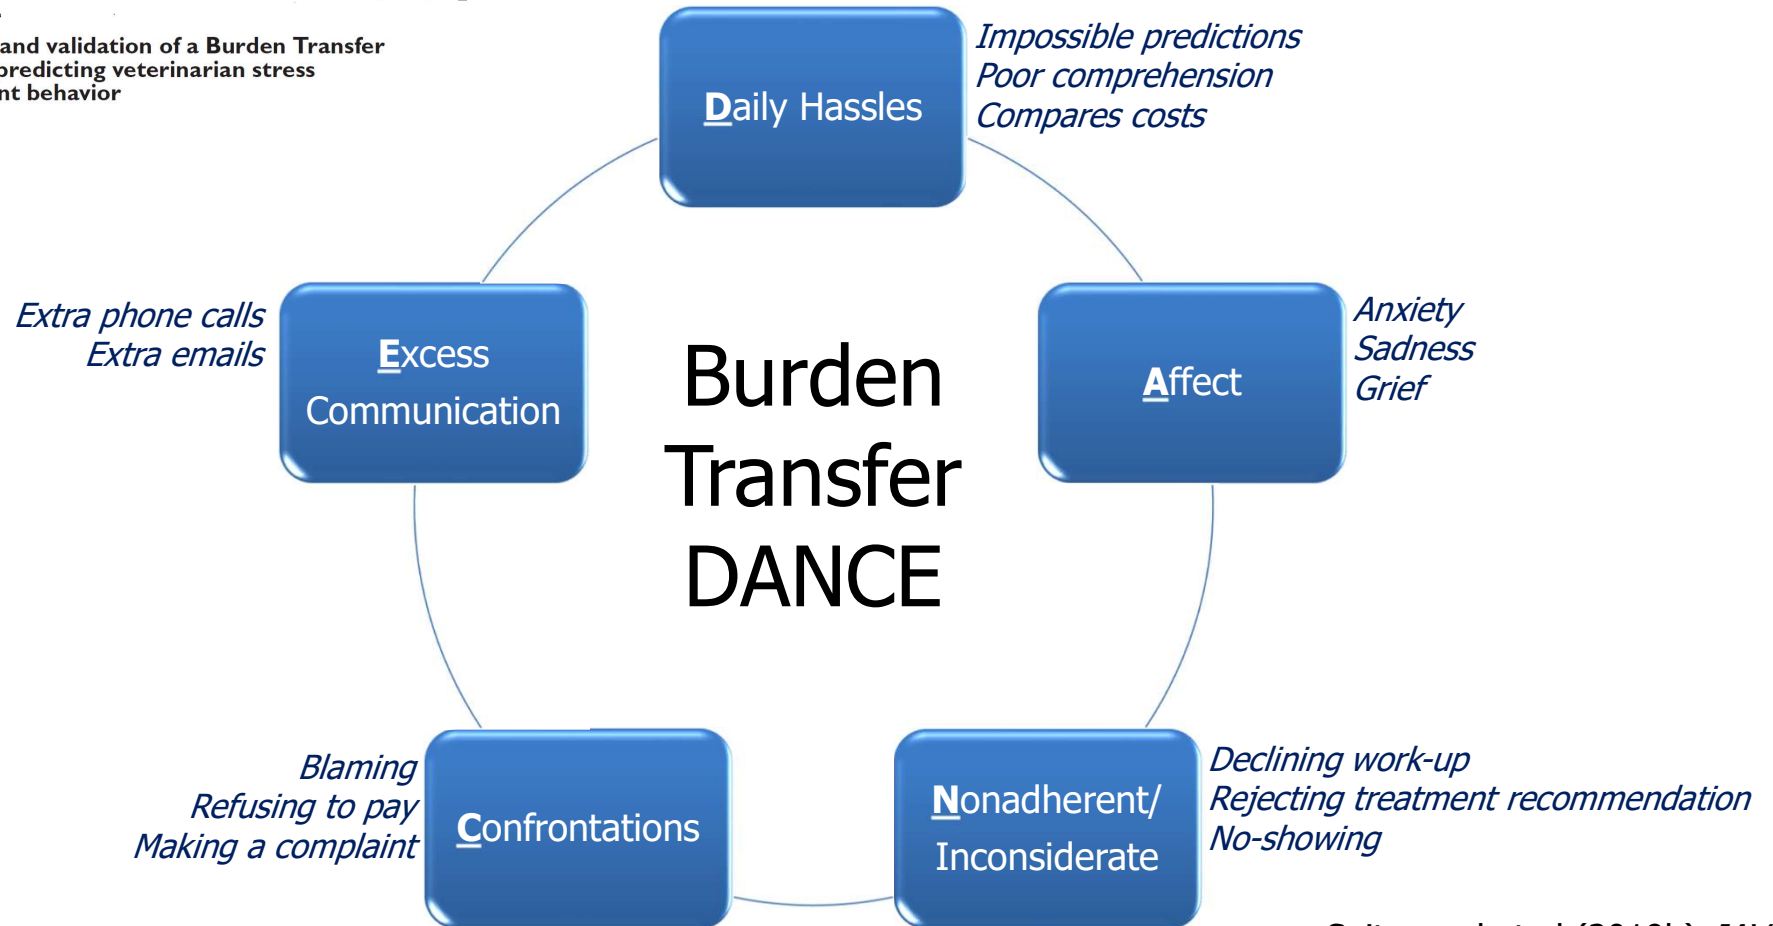 and validation of a Burden Transfer
predicting veterinarian stress
nt behavior
Daily Hassles
Impossible predictions
Poor comprehension
Compares costs
Affect
Anxiety
Sadness
Grief
Nonadherent/
Inconsiderate
Declining work-up
Rejecting treatment recommendation
No-showing
Confrontations
Blaming
Refusing to pay
Making a complaint
Excess
Communication
Extra phone calls
Extra emails
Burden
Transfer
DANCE